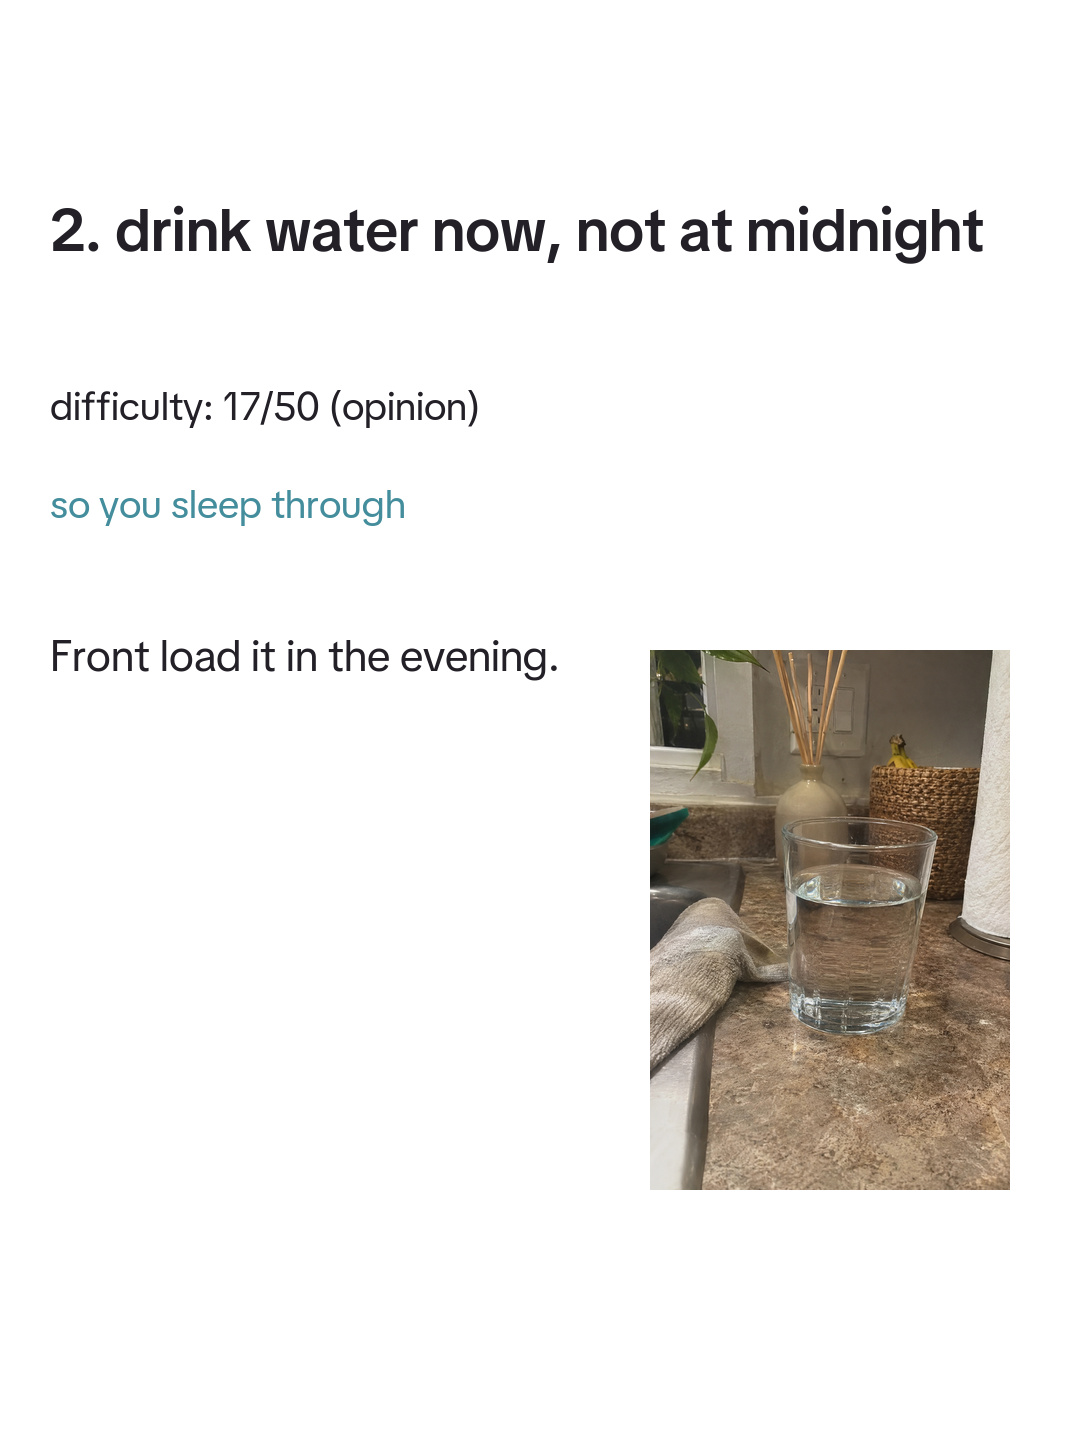 2. drink water now, not at midnight
difficulty: 17/50 (opinion)
so you sleep through
Front load it in the evening.